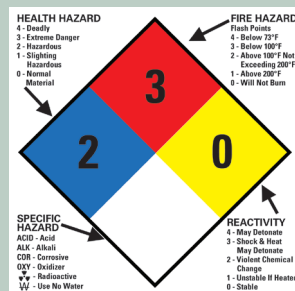 HEALTH HAZARD
4 - Deadly
3 - Extreme Danger
2 - Hazardous
1 - Slighting
Hazardous
0 - Normal
Material
FIRE HAZARD
Flash Points
4 - Below 73°F
3 - Below 100°F
2 - Above 100°F Not
Exceeding 200°F
1 - Above 200°F
0 - Will Not Burn
3
2
0
SPECIFIC
HAZARD
ACID - Acid
ALK - Alkali
COR - Corrosive
OXY - Oxidizer
- Radioactive
W - Use No Water
REACTIVITY
4 - May Detonate
3 - Shock & Heat
May Detonate
2 - Violent Chemical
Change
1 - Unstable If Heated
0 - Stable